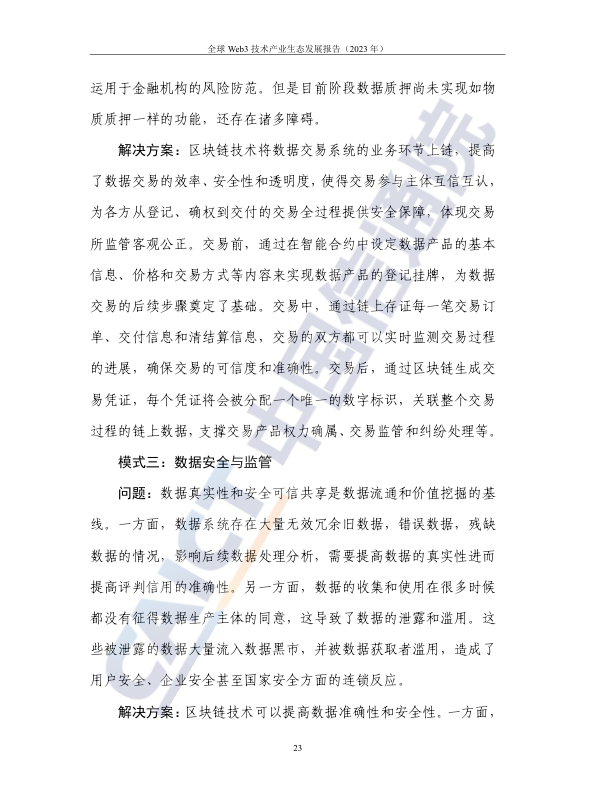 全球 Web3 技术产业生态发展报告（2023 年）
运用于金融机构的风险防范。但是目前阶段数据质押尚未实现如物
质质押一样的功能，还存在诸多障碍。
解决方案：区块链技术将数据交易系统的业务环节上链，提高
了数据交易的效率、安全性和透明度，使得交易参与主体互信互认，
为各方从登记、确权到交付的交易全过程提供安全保障，体现交易
所监管客观公正。交易前，通过在智能合约中设定数据产品的基本
信息、价格和交易方式等内容来实现数据产品的登记挂牌，为数据
交易的后续步骤奠定了基础。交易中，通过链上存证每一笔交易订
单、交付信息和清结算信息，交易的双方都可以实时监测交易过程
的进展，确保交易的可信度和准确性。交易后，通过区块链生成交
易凭证，每个凭证将会被分配一个唯一的数字标识，关联整个交易
过程的链上数据，支撑交易产品权力确属、交易监管和纠纷处理等。
模式三：数据安全与监管
问题：数据真实性和安全可信共享是数据流通和价值挖掘的基
线。一方面，数据系统存在大量无效冗余旧数据，错误数据，残缺
数据的情况，影响后续数据处理分析，需要提高数据的真实性进而
提高评判信用的准确性。另一方面，数据的收集和使用在很多时候
都没有征得数据生产主体的同意，这导致了数据的泄露和滥用。这
些被泄露的数据大量流入数据黑市，并被数据获取者滥用，造成了
用户安全、企业安全甚至国家安全方面的连锁反应。
解决方案：区块链技术可以提高数据准确性和安全性。一方面，
23
CAICT 中国信通院